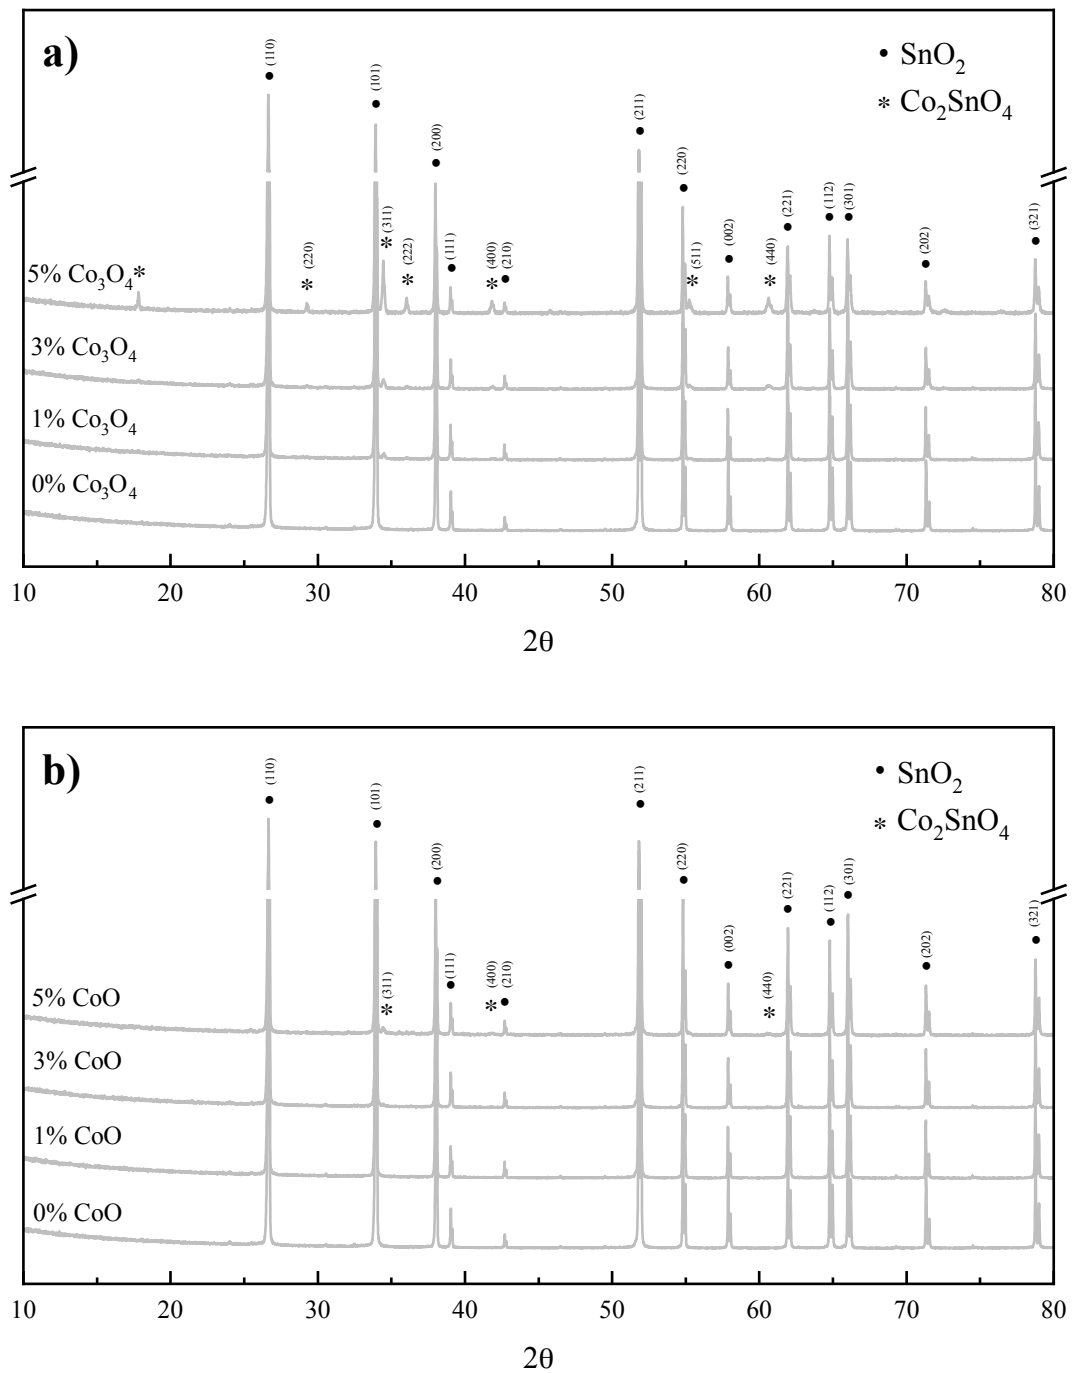 a)
• SnO₂
* Co₂SnO₄
(110)
(101)
(200)
(211)
(220)
(221)
(112)
(301)
(321)
(311)
(222)
(220)
(111)
(400)
(210)
(511)
(002)
(440)
(202)
5% Co₃O₄*
3% Co₃O₄
1% Co₃O₄
0% Co₃O₄
10 20 30 40 50 60 70 80
2θ
b)
• SnO₂
* Co₂SnO₄
(110)
(101)
(200)
(211)
(220)
(221)
(112)
(301)
(321)
(311)
(111)
(400)
(210)
(002)
(440)
(202)
5% CoO
3% CoO
1% CoO
0% CoO
10 20 30 40 50 60 70 80
2θ